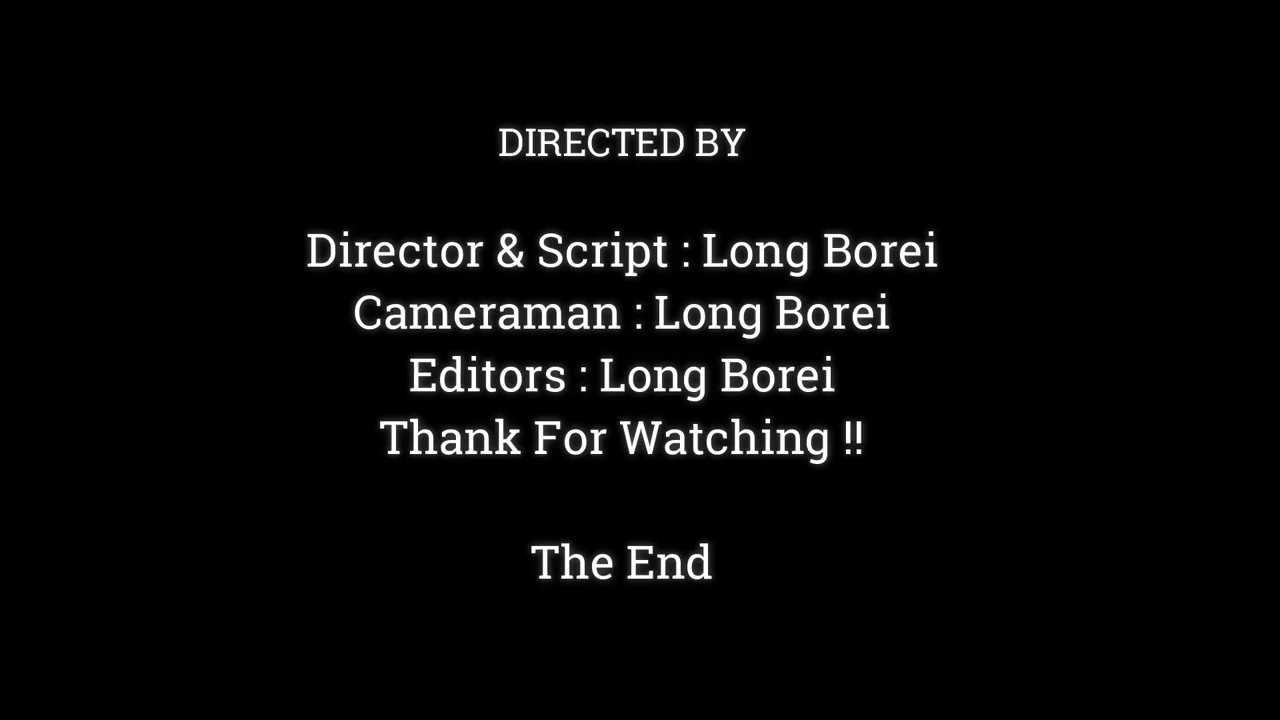 DIRECTED BY
Director & Script : Long Borei
Cameraman : Long Borei
Editors : Long Borei
Thank For Watching !!
The End